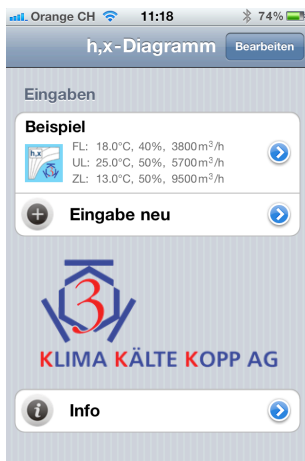 Orange CH 11:18 74%
h,x-Diagramm Bearbeiten
Eingaben
Beispiel
h,x
FL: 18.0°C, 40%, 3800m³/h
UL: 25.0°C, 50%, 5700m³/h
ZL: 13.0°C, 50%, 9500m³/h
Eingabe neu
3
KLIMA KÄLTE KOPP AG
Info